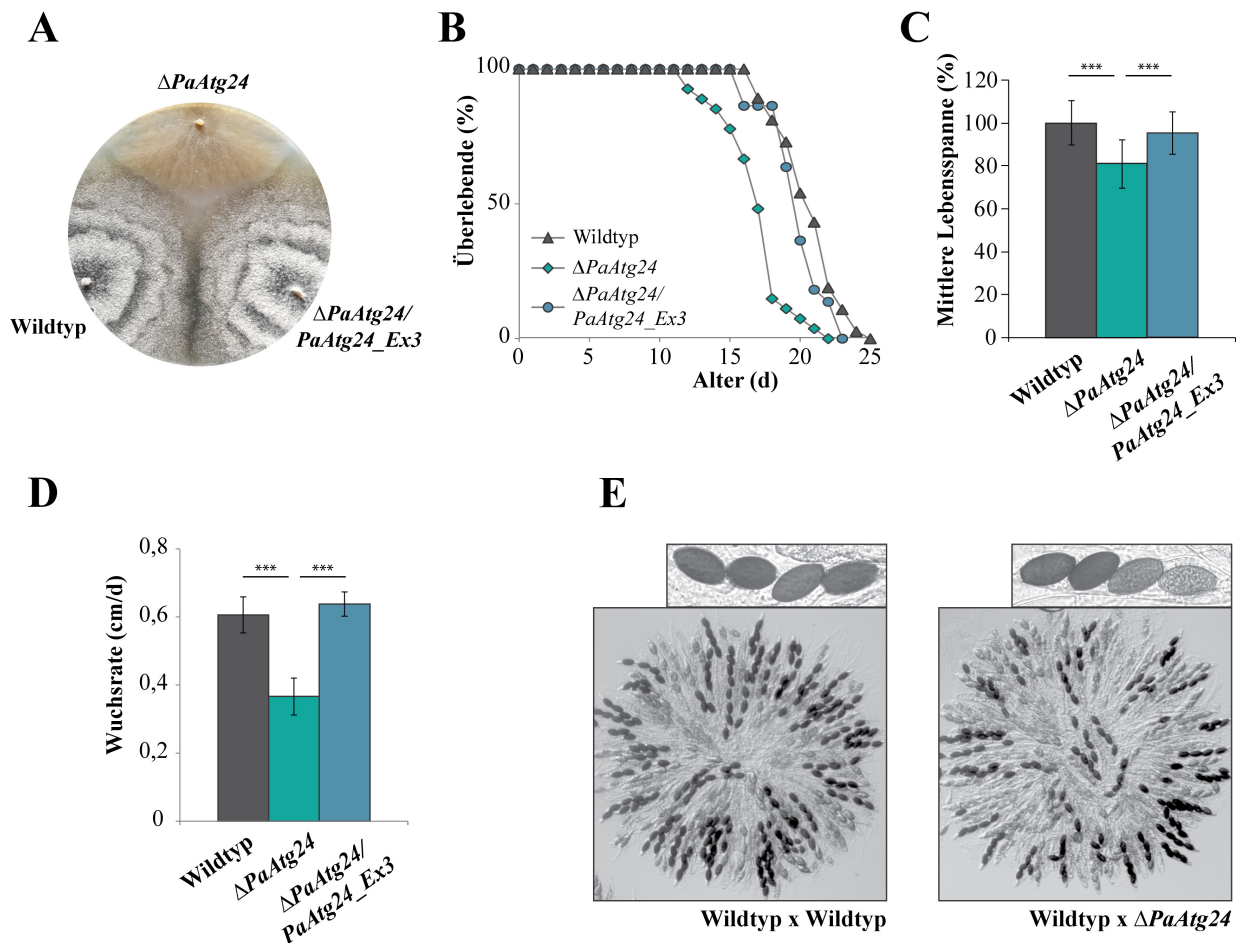 A
ΔPaAtg24
Wildtyp
ΔPaAtg24/
PaAtg24_Ex3
B
Überlebende (%)
100
50
0
Wildtyp
ΔPaAtg24
ΔPaAtg24/
PaAtg24_Ex3
0 5 10 15 20 25
Alter (d)
C
Mittlere Lebensspanne (%)
*** ***
120
100
80
60
40
20
0
Wildtyp
ΔPaAtg24
ΔPaAtg24/
PaAtg24_Ex3
D
Wuchsrate (cm/d)
0,8
*** ***
0,6
0,4
0,2
0
Wildtyp
ΔPaAtg24
ΔPaAtg24/
PaAtg24_Ex3
E
Wildtyp x Wildtyp
Wildtyp x ΔPaAtg24